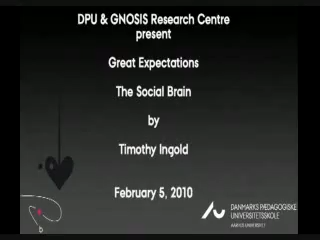 DPU & GNOSIS Research Centre
present
Great Expectations
The Social Brain
by
Timothy Ingold
February 5, 2010
DANMARKS PÆDAGOGISKE
UNIVERSITETSSKOLE
AARHUS UNIVERSITET
b